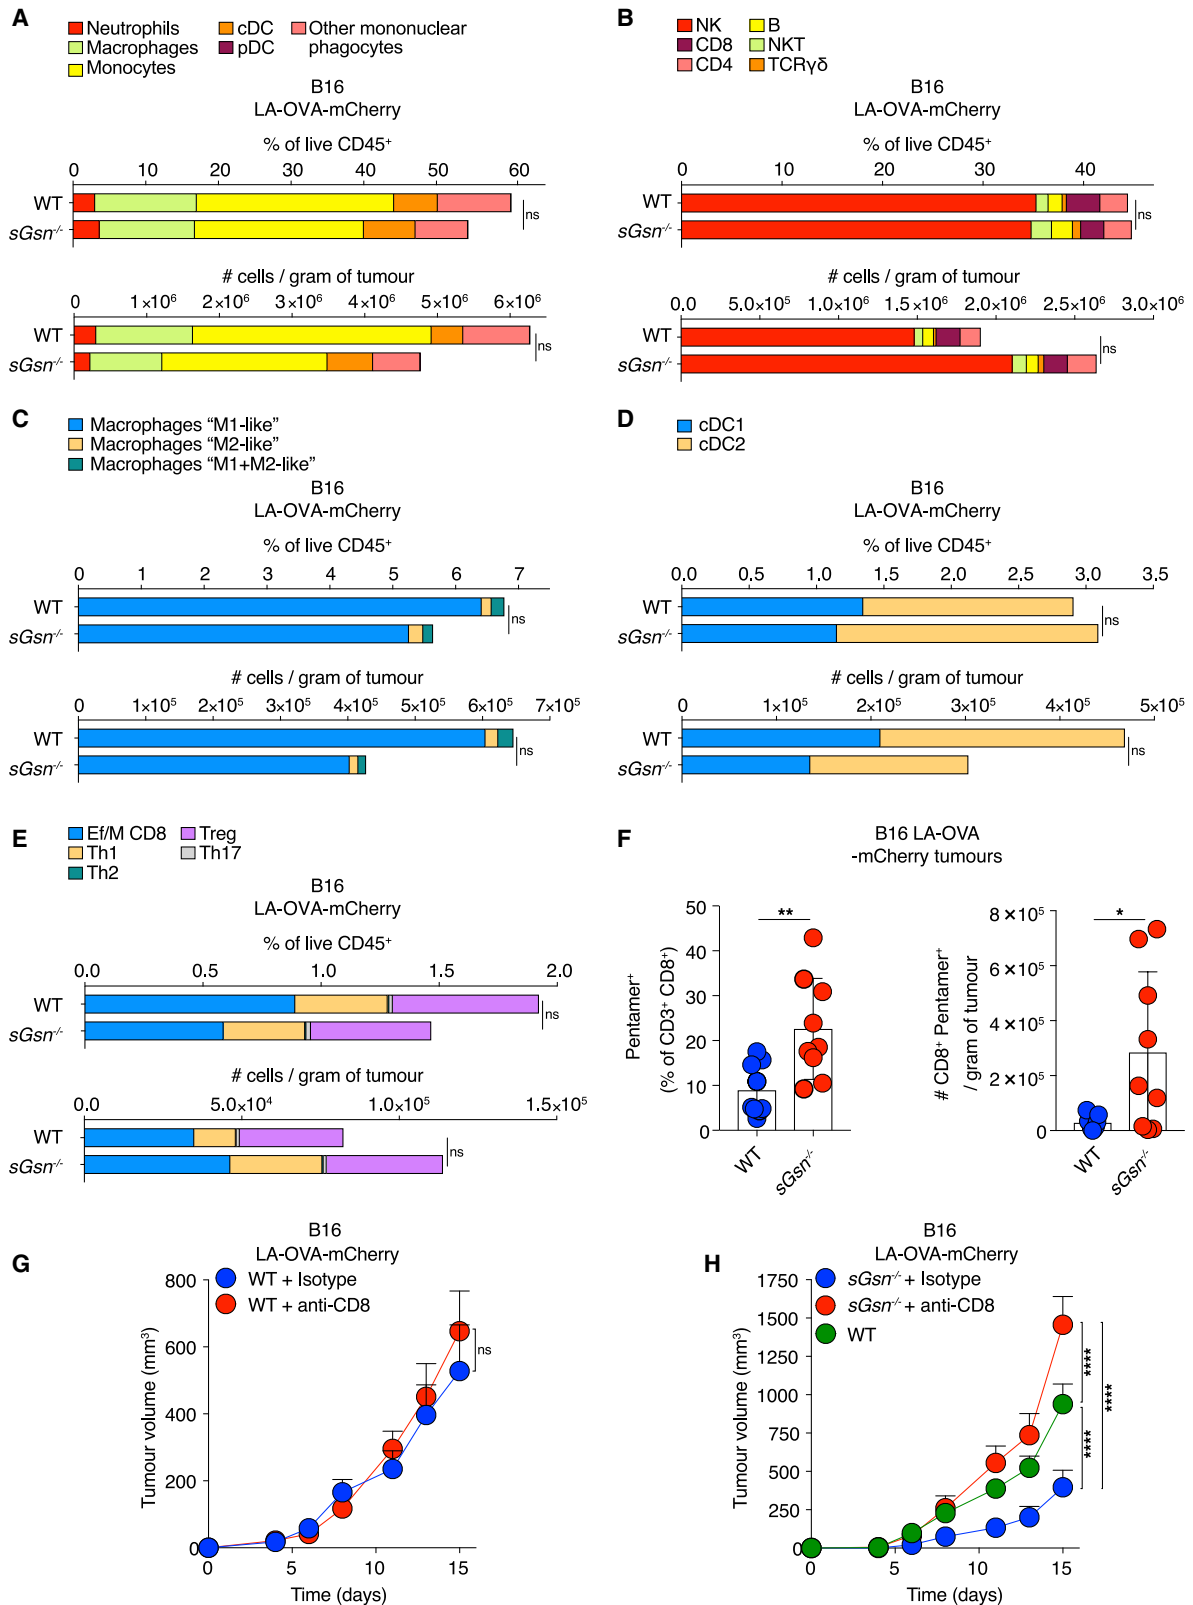 A
Neutrophils
Macrophages
Monocytes
cDC
pDC
Other mononuclear
phagocytes
B16
LA-OVA-mCherry
% of live CD45⁺
0 10 20 30 40 50 60
WT
sGsn⁻/⁻
ns
# cells / gram of tumour
0 1×10⁶ 2×10⁶ 3×10⁶ 4×10⁶ 5×10⁶ 6×10⁶
WT
sGsn⁻/⁻
ns
B
NK
CD8
CD4
B
NKT
TCRγδ
B16
LA-OVA-mCherry
% of live CD45⁺
0 10 20 30 40
WT
sGsn⁻/⁻
ns
# cells / gram of tumour
0.0 5.0×10⁵ 1.0×10⁶ 1.5×10⁶ 2.0×10⁶ 2.5×10⁶ 3.0×10⁶
WT
sGsn⁻/⁻
ns
C
Macrophages “M1-like”
Macrophages “M2-like”
Macrophages “M1+M2-like”
B16
LA-OVA-mCherry
% of live CD45⁺
0 1 2 3 4 5 6 7
WT
sGsn⁻/⁻
ns
# cells / gram of tumour
0 1×10⁵ 2×10⁵ 3×10⁵ 4×10⁵ 5×10⁵ 6×10⁵ 7×10⁵
WT
sGsn⁻/⁻
ns
D
cDC1
cDC2
B16
LA-OVA-mCherry
% of live CD45⁺
0.0 0.5 1.0 1.5 2.0 2.5 3.0 3.5
WT
sGsn⁻/⁻
ns
# cells / gram of tumour
0 1×10⁵ 2×10⁵ 3×10⁵ 4×10⁵ 5×10⁵
WT
sGsn⁻/⁻
ns
E
Ef/M CD8
Th1
Th2
Treg
Th17
B16
LA-OVA-mCherry
% of live CD45⁺
0.0 0.5 1.0 1.5 2.0
WT
sGsn⁻/⁻
ns
# cells / gram of tumour
0.0 5.0×10⁴ 1×10⁵ 1.5×10⁵
WT
sGsn⁻/⁻
ns
F
B16 LA-OVA
-mCherry tumours
Pentamer⁺
(% of CD3⁺ CD8⁺)
50
40
30
20
10
0
**
WT
sGsn⁻/⁻
# CD8⁺ Pentamer⁺
/ gram of tumour
8×10⁵
6×10⁵
4×10⁵
2×10⁵
0
*
WT
sGsn⁻/⁻
G
B16
LA-OVA-mCherry
WT + Isotype
WT + anti-CD8
Tumour volume (mm³)
800
600
400
200
0
ns
0 5 10 15
Time (days)
H
B16
LA-OVA-mCherry
sGsn⁻/⁻ + Isotype
sGsn⁻/⁻ + anti-CD8
WT
Tumour volume (mm³)
1750
1500
1250
1000
750
500
250
0
****
****
****
0 5 10 15
Time (days)